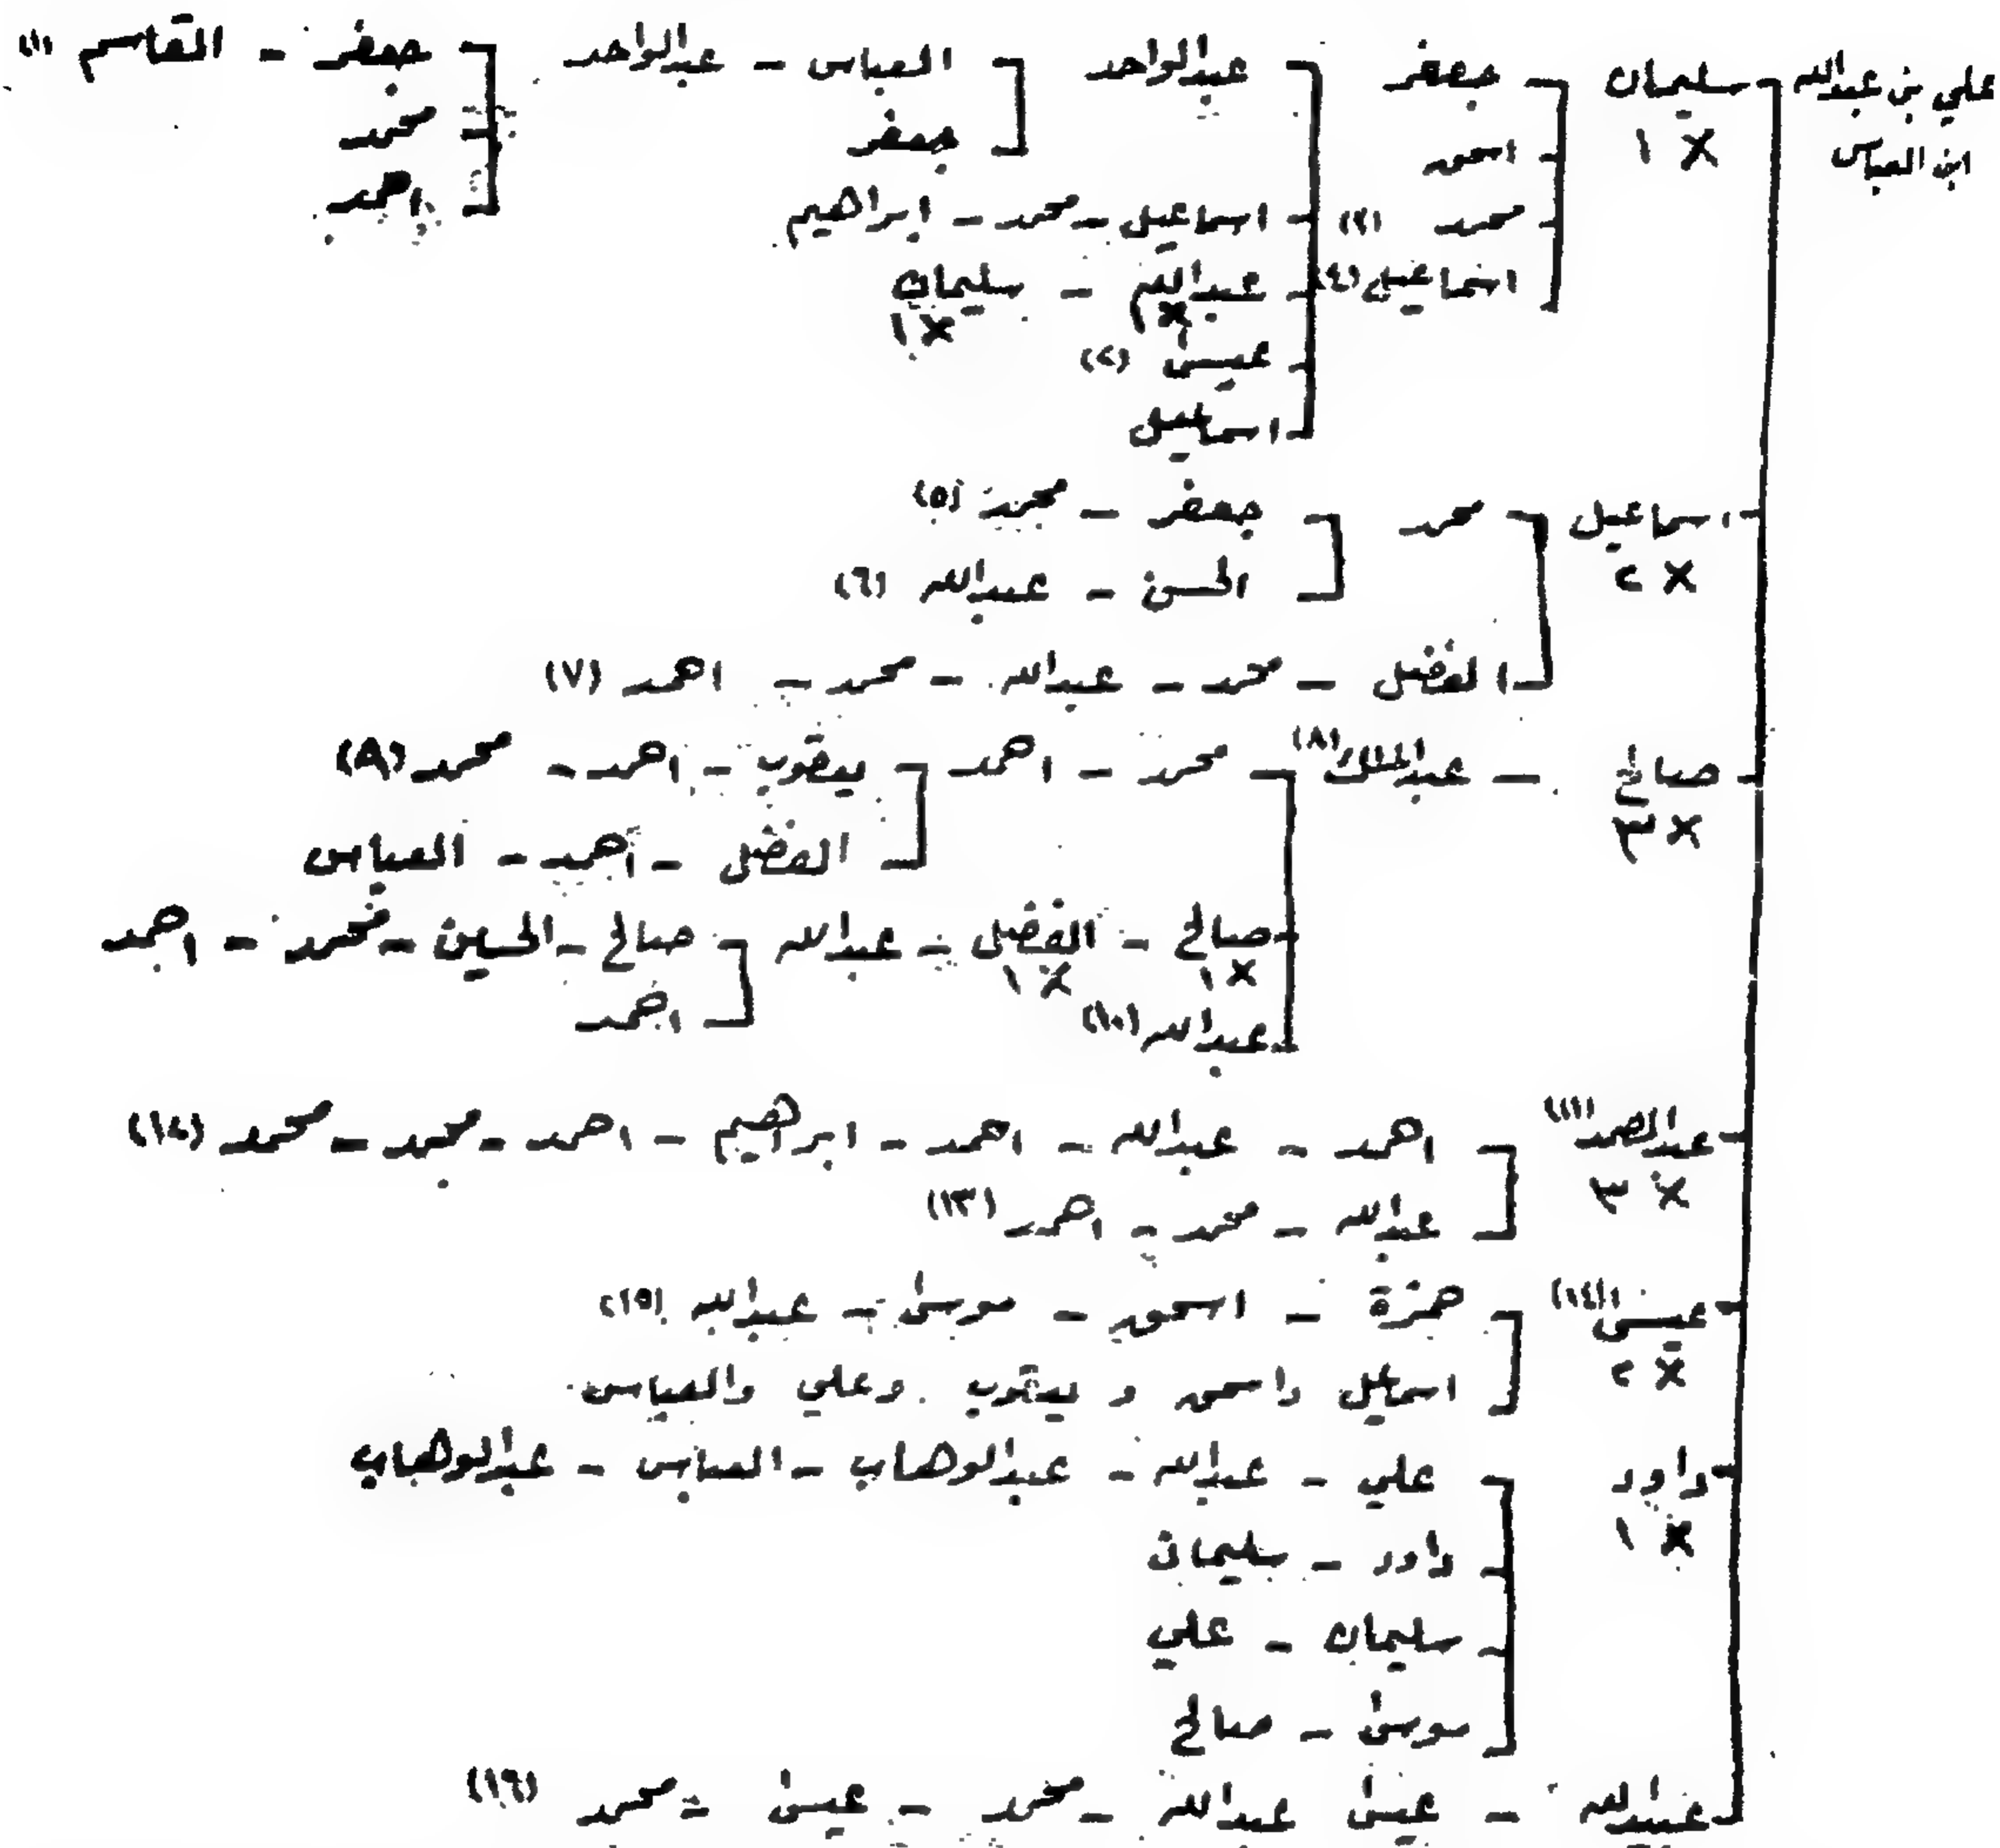 علي بن عبدالله سليمان جعفر عبدالواحد العباس - عبدالواحد جعفر - القاسم (١)
ابن العباس × ١ اسحق جعفر محمد
محمد (٢) اسماعيل - محمد - ابراهيم احمد
اسماعيل (٤) عبدالله - سليمان
× ١ × ١
عيسى (٢)
اسماعيل
اسماعيل محمد جعفر - محمد (٥)
× ٢ الحسن - عبدالله (٦)
الفضل - محمد - عبدالله - محمد - احمد (٧)
صالح - عبدالملك (٨) محمد - احمد يعقوب - احمد - محمد (٩)
× ٣ الفضل - احمد - العباس
صالح - الفضل - عبدالله صالح - الحسين - محمد - احمد
× ١ × ١ احمد
عبدالله (١٠)
عبدالصمد (١١) احمد - عبدالله - احمد - ابراهيم - احمد - محمد - محمد (١٢)
× ٣ عبدالله - محمد - احمد (١٣)
عيسى (١٤) حمزة - اسحق - موسى - عبدالله (١٥)
× ٢ اسماعيل واسحق و يعقوب وعلي والعباس
داود علي - عبدالله - عبدالوهاب - العباس - عبدالوهاب
× ١ داود - سليمان
سليمان - علي
موسى - صالح
عبدالله - عيسى عبدالله - محمد - عيسى - محمد (١٦)